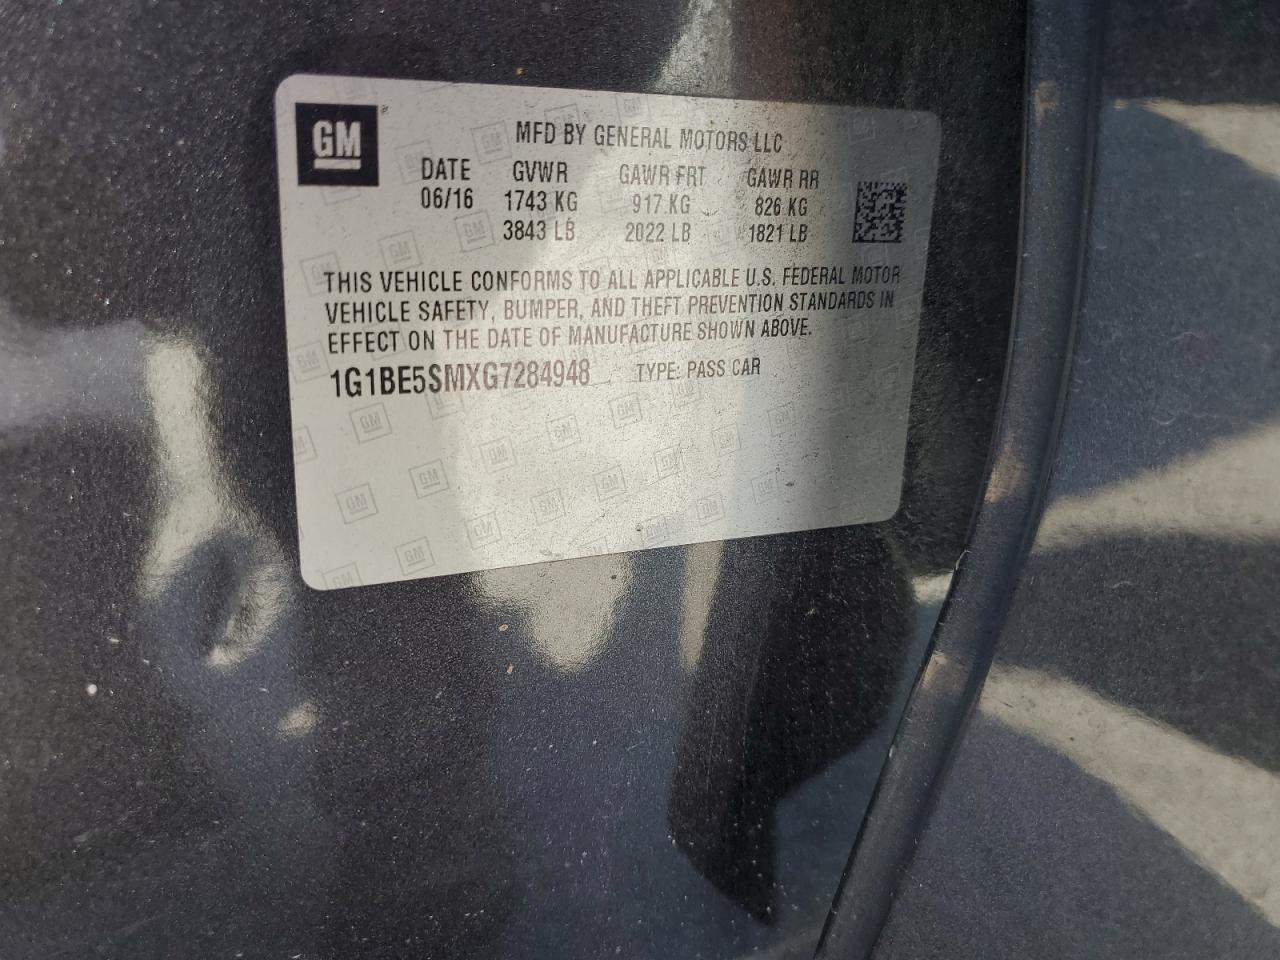 GM
MFD BY GENERAL MOTORS LLC
DATE GVWR GAWR FRT GAWR RR
06/16 1743 KG 917 KG 826 KG
3843 LB 2022 LB 1821 LB
THIS VEHICLE CONFORMS TO ALL APPLICABLE U.S. FEDERAL MOTOR
VEHICLE SAFETY, BUMPER, AND THEFT PREVENTION STANDARDS IN
EFFECT ON THE DATE OF MANUFACTURE SHOWN ABOVE.
1G1BE5SMXG7284948 TYPE: PASS CAR